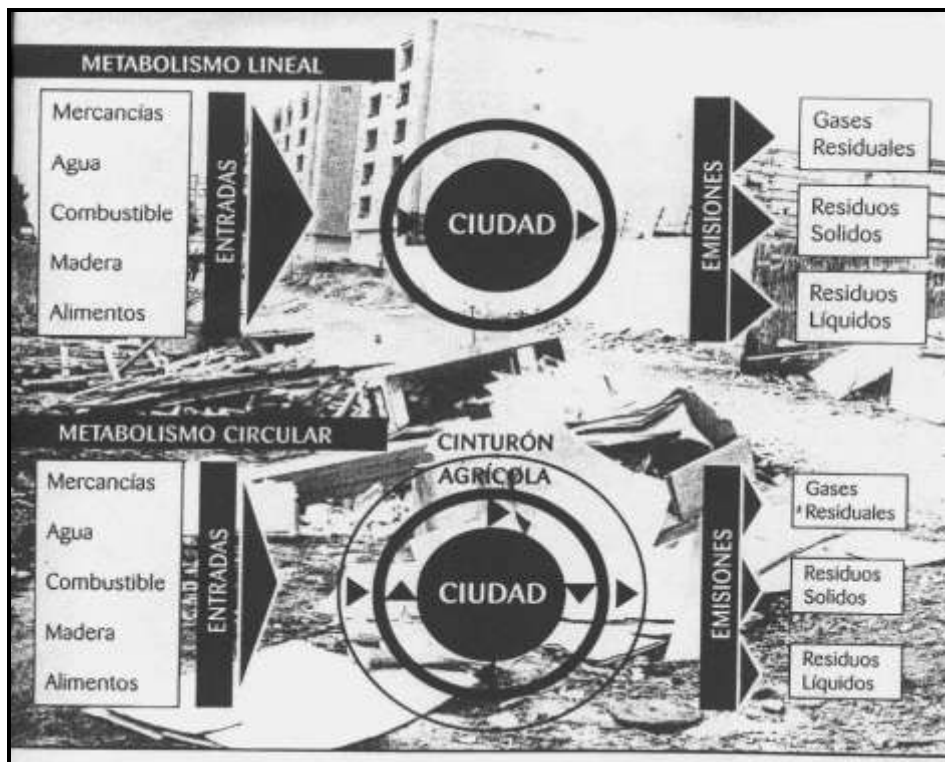 METABOLISMO LINEAL
Mercancías
Agua
Combustible
Madera
Alimentos
ENTRADAS
CIUDAD
EMISIONES
Gases
Residuales
Residuos
Solidos
Residuos
Líquidos
METABOLISMO CIRCULAR
Mercancías
Agua
Combustible
Madera
Alimentos
ENTRADAS
CINTURÓN
AGRÍCOLA
CIUDAD
EMISIONES
Gases
Residuales
Residuos
Solidos
Residuos
Líquidos